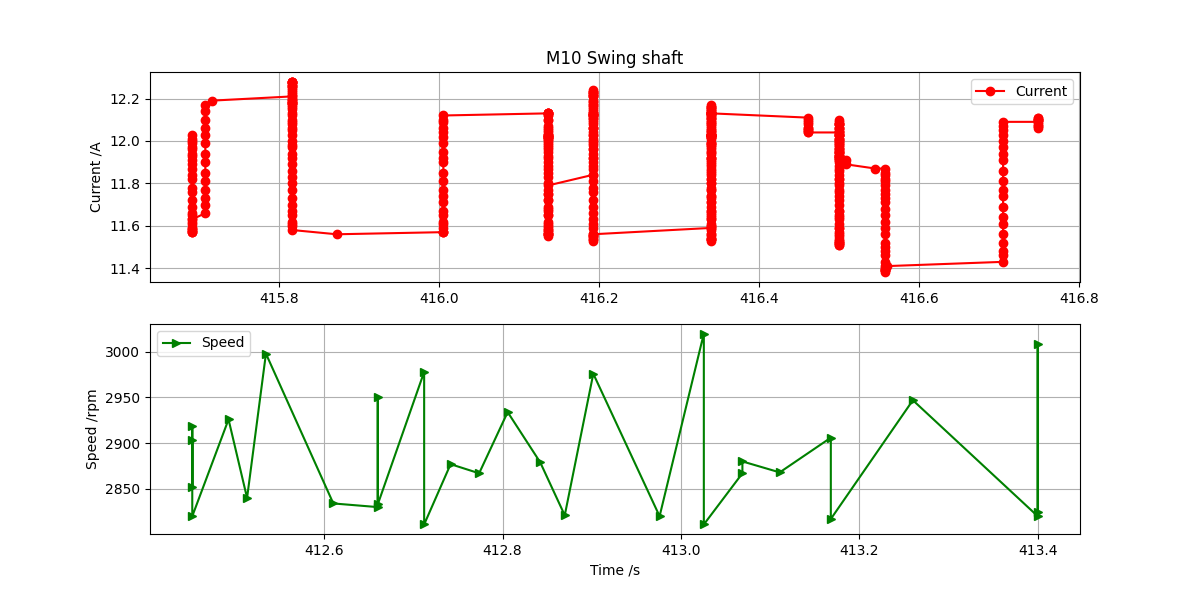 M10 Swing shaft
12.2
12.0
11.8
11.6
11.4
Current /A
Current
415.8 416.0 416.2 416.4 416.6 416.8
3000
2950
2900
2850
Speed /rpm
Speed
412.6 412.8 413.0 413.2 413.4
Time /s